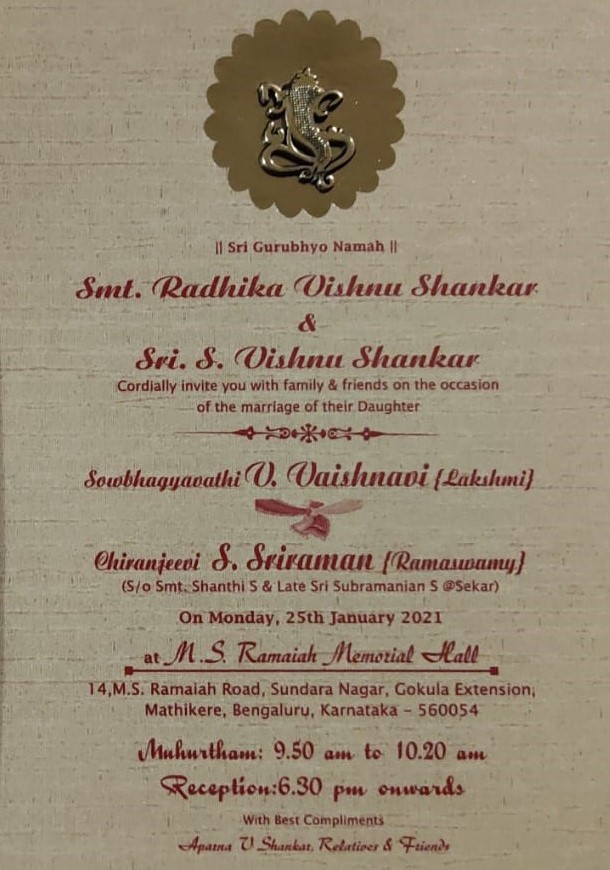 || Sri Gurubhyo Namah ||
Smt. Radhika Vishnu Shankar
&
Sri. S. Vishnu Shankar
Cordially invite you with family & friends on the occasion
of the marriage of their Daughter
Sowbhagyavathi V. Vaishnavi {Lakshmi}
Chiranjeevi S. Sriraman {Ramaswamy}
(S/o Smt. Shanthi S & Late Sri Subramanian S @Sekar)
On Monday, 25th January 2021
at M.S. Ramaiah Memorial Hall
14,M.S. Ramaiah Road, Sundara Nagar, Gokula Extension,
Mathikere, Bengaluru, Karnataka – 560054
Muhurtham: 9.50 am to 10.20 am
Reception:6.30 pm onwards
With Best Compliments
Aparna V Shankar, Relatives & Friends